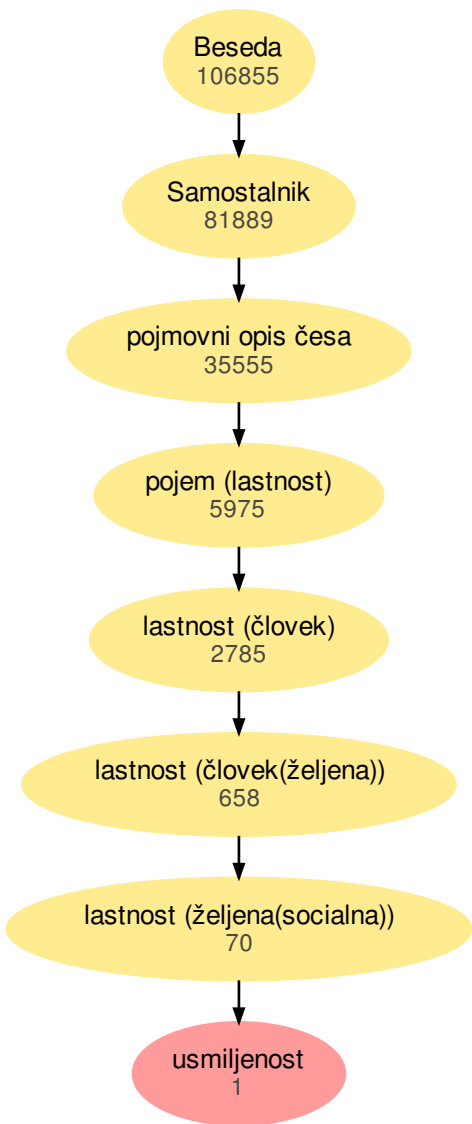 Beseda
106855
Samostalnik
81889
pojmovni opis česa
35555
pojem (lastnost)
5975
lastnost (človek)
2785
lastnost (človek(željena))
658
lastnost (željena(socialna))
70
usmiljenost
1